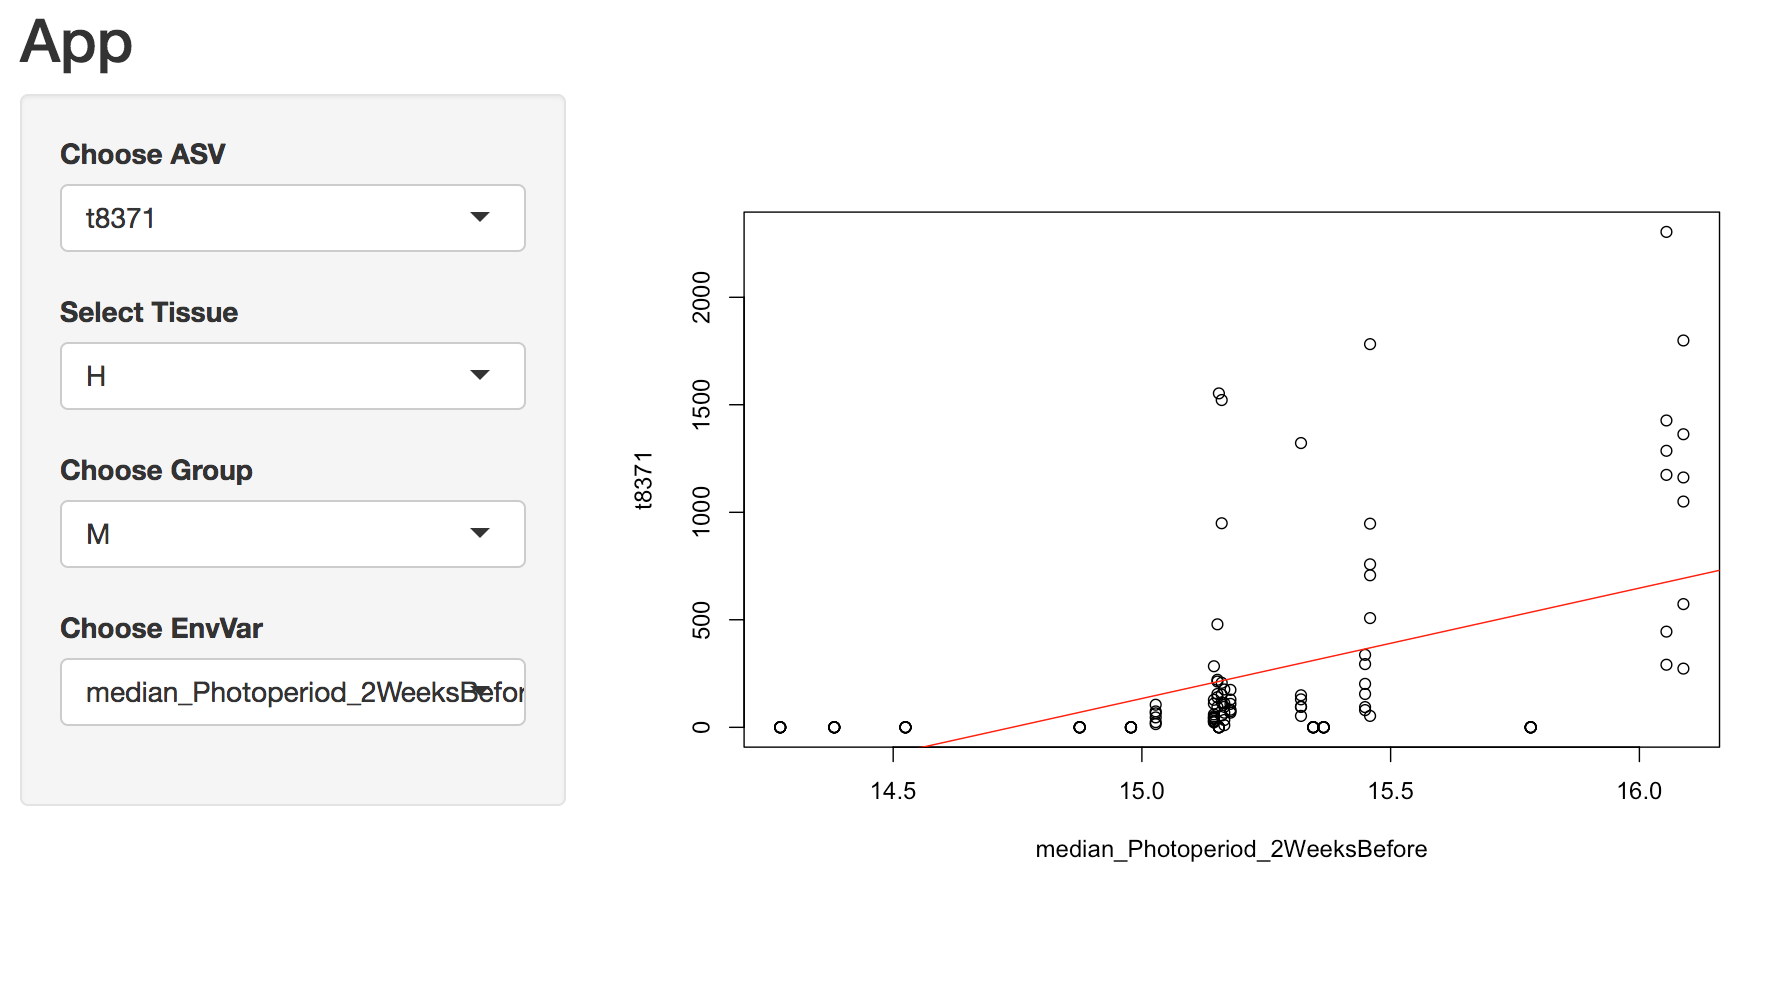 App
Choose ASV
t8371
Select Tissue
H
Choose Group
M
Choose EnvVar
median_Photoperiod_2WeeksBefor
2000
1500
1000
500
0
t8371
14.5 15.0 15.5 16.0
median_Photoperiod_2WeeksBefore